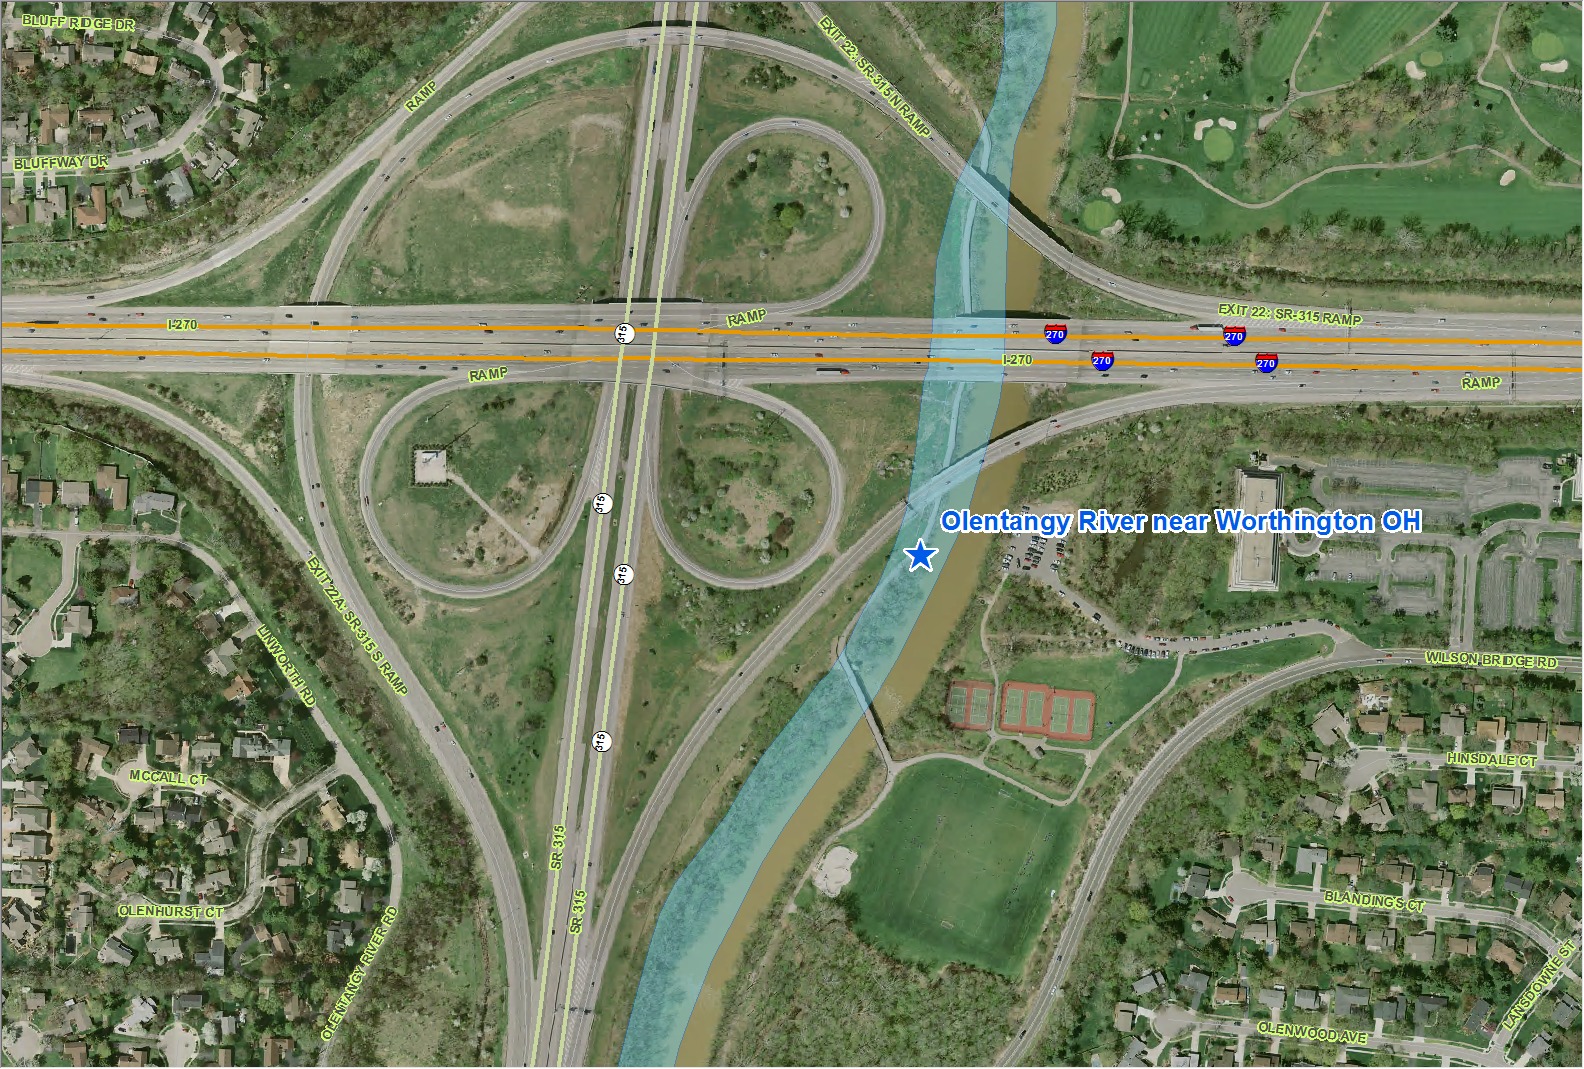 BLUFF RIDGE DR
EXIT 22: SR-315 N RAMP
RAMP
BLUFFWAY DR
I-270
315
RAMP
270
270
EXIT 22: SR-315 RAMP
I-270
270
270
RAMP
RAMP
315
Olentangy River near Worthington OH
315
EXIT 22A: SR-315 S RAMP
LINWORTH RD
WILSON BRIDGE RD
315
MCCALL CT
HINSDALE CT
SR-315
SR-315
OLENHURST CT
BLANDINGS CT
OLENTANGY RIVER RD
LANSDOWNE ST
OLENWOOD AVE